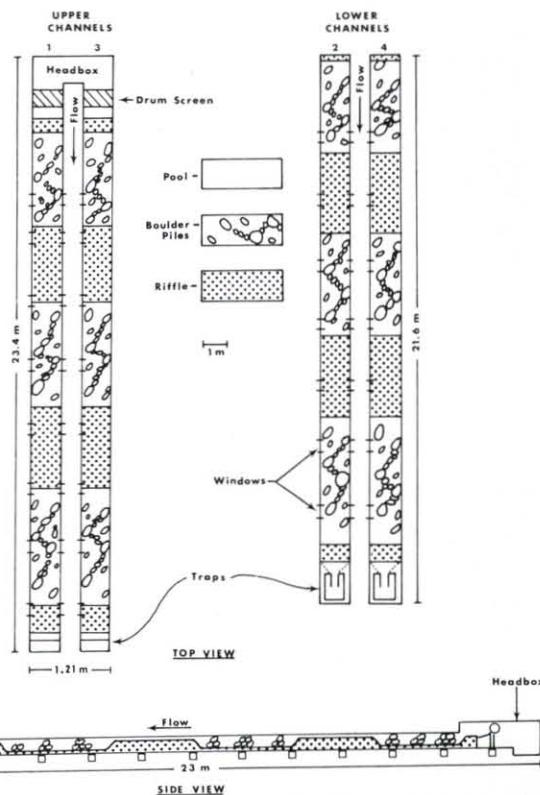 UPPER
CHANNELS
1 3
Headbox
Flow
Drum Screen
LOWER
CHANNELS
2 4
Flow
Pool
Boulder
Piles
Riffle
1 m
23.4 m
21.6 m
Windows
Traps
1.21 m
TOP VIEW
Headbox
Flow
23 m
SIDE VIEW